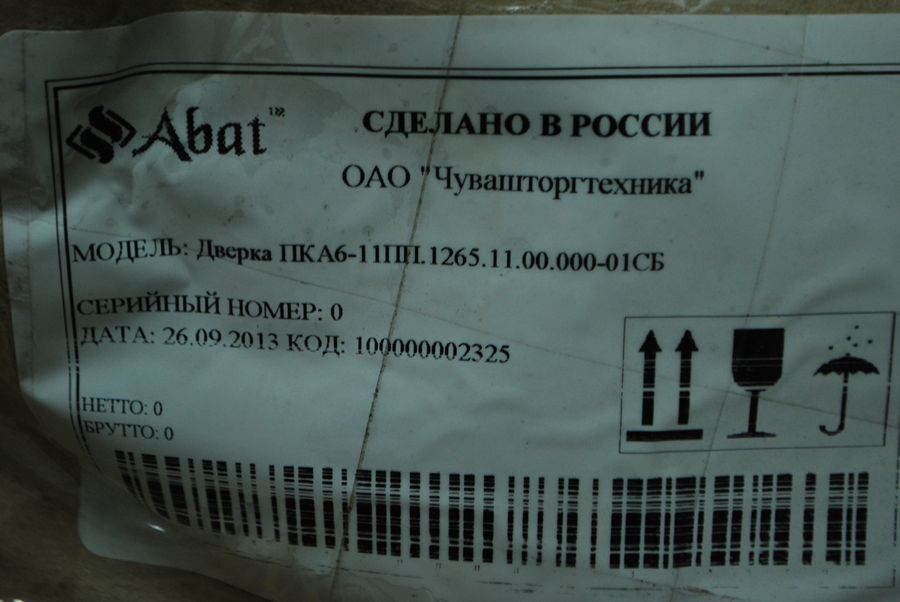 Abat™
СДЕЛАНО В РОССИИ
ОАО "Чувашторгтехника"
МОДЕЛЬ: Дверка ПКА6-11ПП.1265.11.00.000-01СБ
СЕРИЙНЫЙ НОМЕР: 0
ДАТА: 26.09.2013 КОД: 100000002325
НЕТТО: 0
БРУТТО: 0